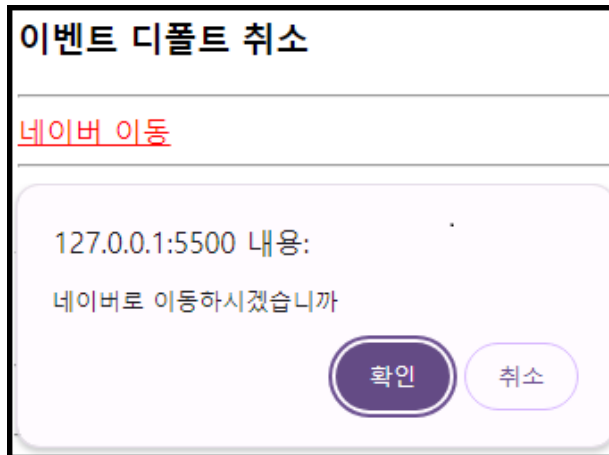 이벤트 디폴트 취소
네이버 이동
127.0.0.1:5500 내용:
네이버로 이동하시겠습니까
확인 취소